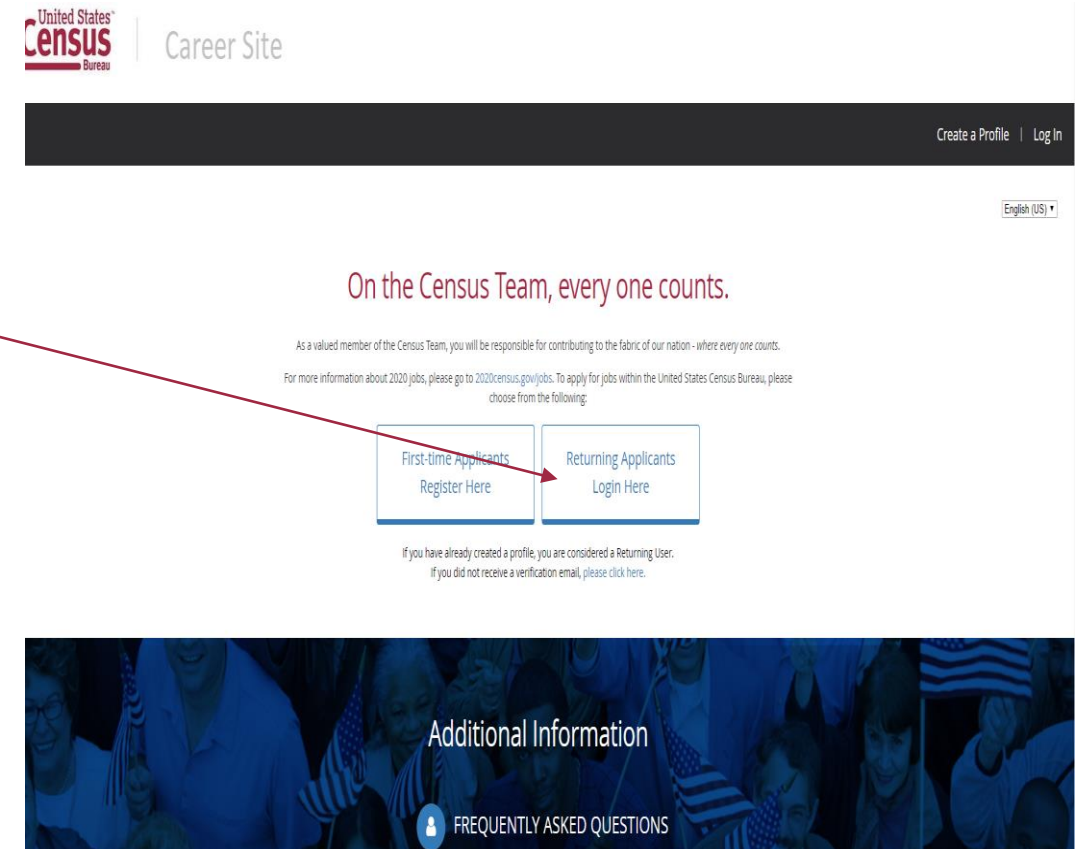 United States™
Census
Bureau
Career Site
Create a Profile | Log In
English (US)
On the Census Team, every one counts.
As a valued member of the Census Team, you will be responsible for contributing to the fabric of our nation - where every one counts.
For more information about 2020 jobs, please go to 2020census.gov/jobs. To apply for jobs within the United States Census Bureau, please
choose from the following:
First-time Applicants
Register Here
Returning Applicants
Login Here
If you have already created a profile, you are considered a Returning User.
If you did not receive a verification email, please click here.
Additional Information
FREQUENTLY ASKED QUESTIONS